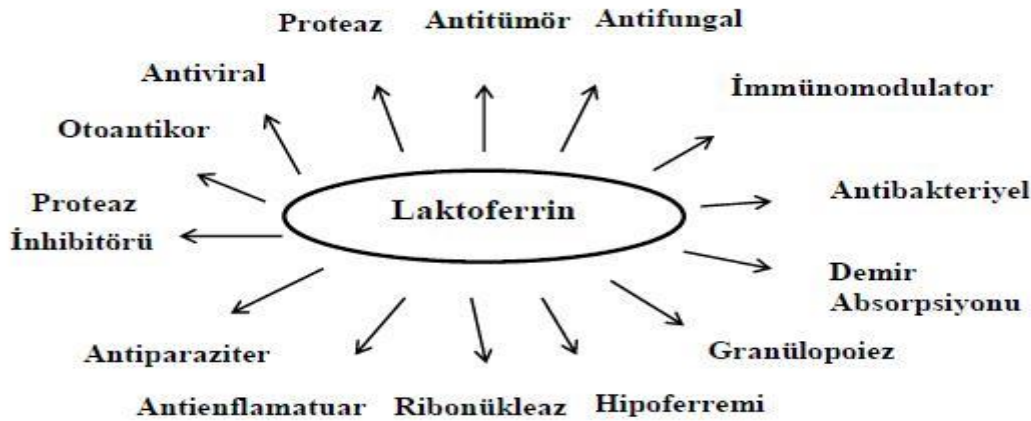 Proteaz
Antitümör
Antifungal
Antiviral
İmmünomodulator
Otoantikor
Proteaz
İnhibitörü
Laktoferrin
Antibakteriyel
Demir
Absorpsiyonu
Antiparaziter
Granülopoiez
Antienflamatuar
Ribonükleaz
Hipoferremi